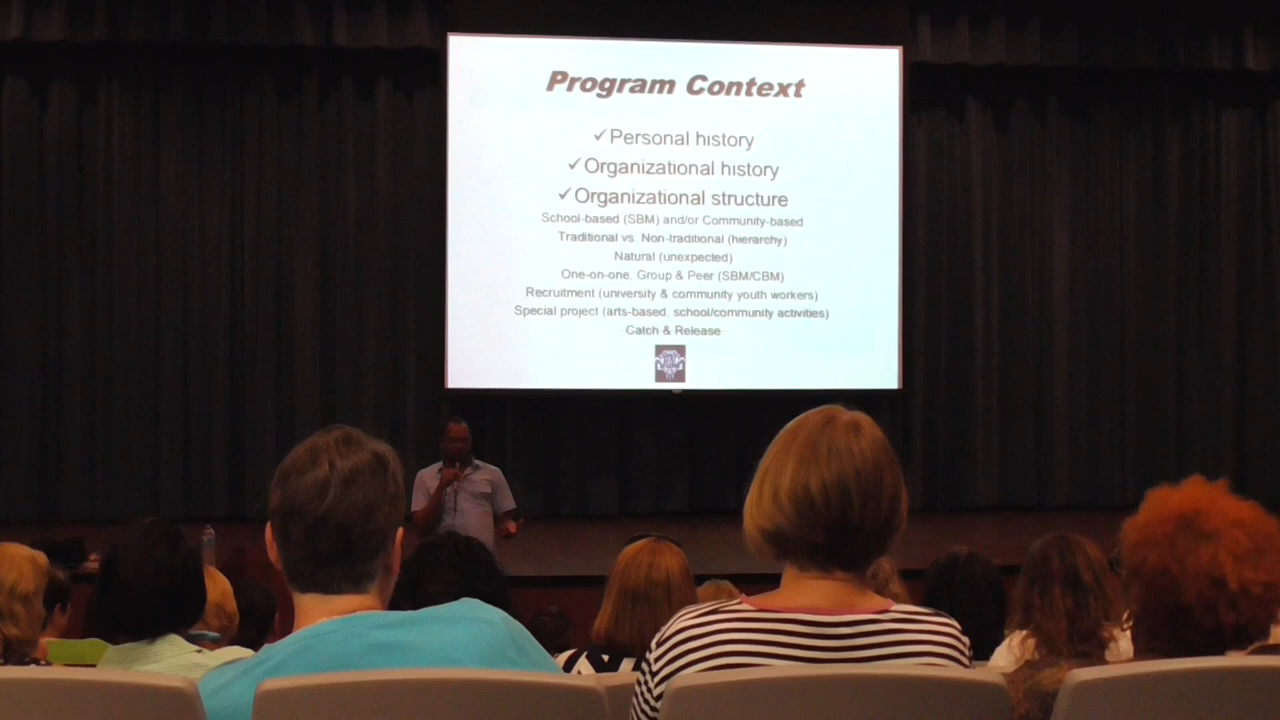 Program Context
✓Personal history
✓Organizational history
✓Organizational structure
School-based (SBM) and/or Community-based
Traditional vs. Non-traditional (hierarchy)
Natural (unexpected)
One-on-one, Group & Peer (SBM/CBM)
Recruitment (university & community youth workers)
Special project (arts-based, school/community activities)
Catch & Release